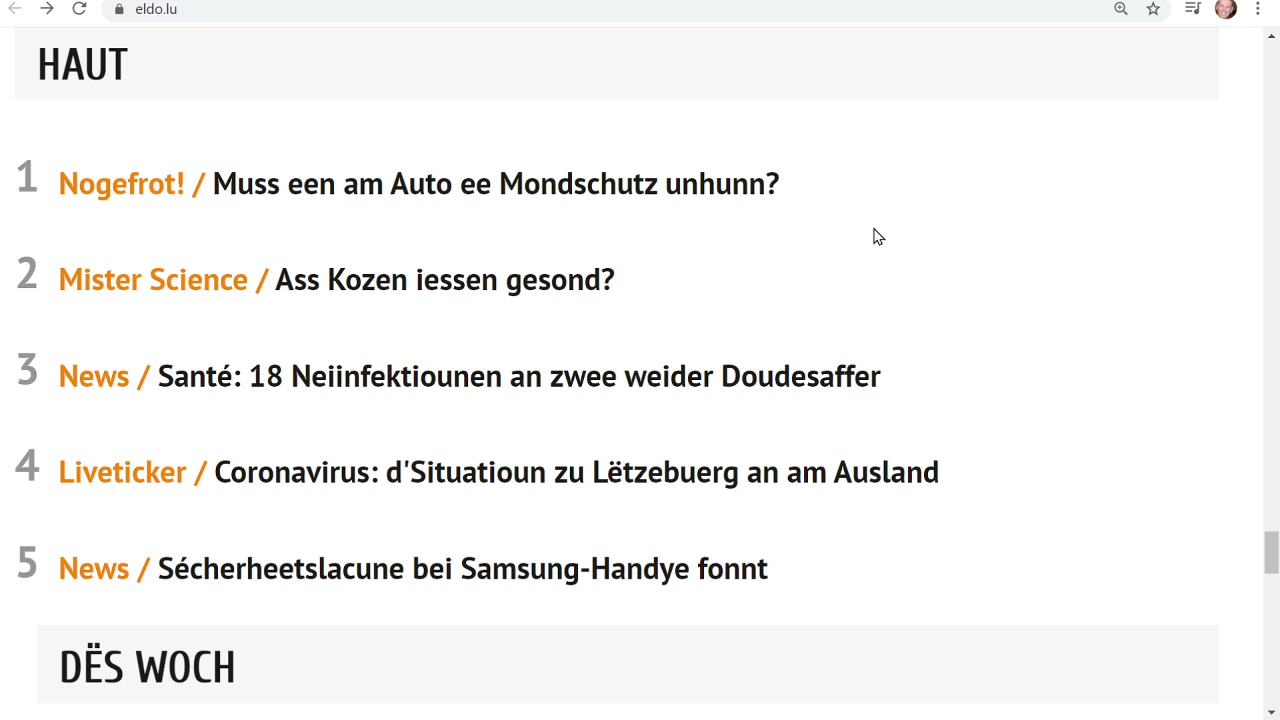 eldo.lu
HAUT
1 Nogefrot! / Muss een am Auto ee Mondschutz unhunn?
2 Mister Science / Ass Kozen iessen gesond?
3 News / Santé: 18 Neiinfektiounen an zwee weider Doudesaffer
4 Liveticker / Coronavirus: d'Situatioun zu Lëtzebuerg an am Ausland
5 News / Sécherheetslacune bei Samsung-Handye fonnt
DËS WOCH